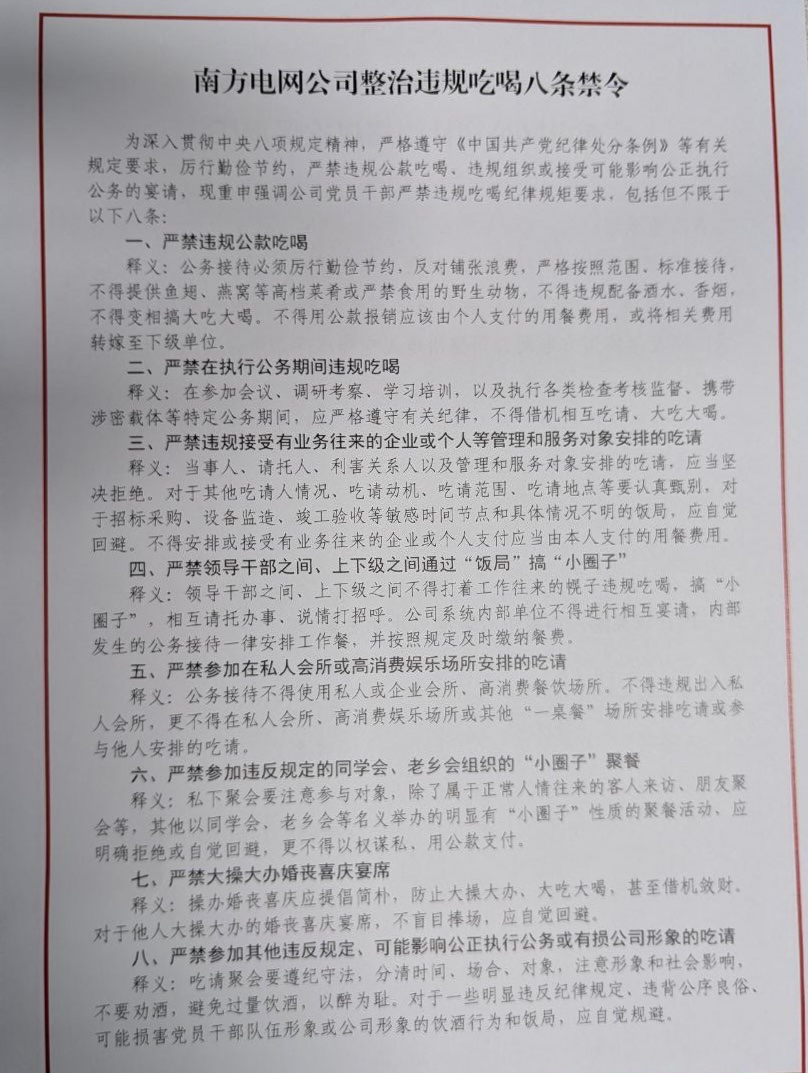 南方电网公司整治违规吃喝八条禁令
为深入贯彻中央八项规定精神，严格遵守《中国共产党纪律处分条例》等有关
规定要求，厉行勤俭节约，严禁违规公款吃喝、违规组织或接受可能影响公正执行
公务的宴请，现重申强调公司党员干部严禁违规吃喝纪律规矩要求，包括但不限于
以下八条：
一、严禁违规公款吃喝
释义：公务接待必须厉行勤俭节约，反对铺张浪费，严格按照范围、标准接待，
不得提供鱼翅、燕窝等高档菜肴或严禁食用的野生动物，不得违规配备酒水、香烟，
不得变相搞大吃大喝。不得用公款报销应该由个人支付的用餐费用，或将相关费用
转嫁至下级单位。
二、严禁在执行公务期间违规吃喝
释义：在参加会议、调研考察、学习培训，以及执行各类检查考核监督、携带
涉密载体等特定公务期间，应严格遵守有关纪律，不得借机相互吃请、大吃大喝。
三、严禁违规接受有业务往来的企业或个人等管理和服务对象安排的吃请
释义：当事人、请托人、利害关系人以及管理和服务对象安排的吃请，应当坚
决拒绝。对于其他吃请人情况、吃请动机、吃请范围、吃请地点等要认真甄别，对
于招标采购、设备监造、竣工验收等敏感时间节点和具体情况不明的饭局，应自觉
回避。不得安排或接受有业务往来的企业或个人支付应当由本人支付的用餐费用。
四、严禁领导干部之间、上下级之间通过“饭局”搞“小圈子”
释义：领导干部之间、上下级之间不得打着工作往来的幌子违规吃喝，搞“小
圈子”，相互请托办事、说情打招呼。公司系统内部单位不得进行相互宴请，内部
发生的公务接待一律安排工作餐，并按照规定及时缴纳餐费。
五、严禁参加在私人会所或高消费娱乐场所安排的吃请
释义：公务接待不得使用私人或企业会所、高消费餐饮场所。不得违规出入私
人会所，更不得在私人会所、高消费娱乐场所或其他“一桌餐”场所安排吃请或参
与他人安排的吃请。
六、严禁参加违反规定的同学会、老乡会组织的“小圈子”聚餐
释义：私下聚会要注意参与对象，除了属于正常人情往来的客人来访、朋友聚
会等，其他以同学会、老乡会等名义举办的明显有“小圈子”性质的聚餐活动，应
明确拒绝或自觉回避，更不得以权谋私、用公款支付。
七、严禁大操大办婚丧喜庆宴席
释义：操办婚丧喜庆应提倡简朴，防止大操大办、大吃大喝，甚至借机敛财。
对于他人大操大办的婚丧喜庆宴席，不盲目捧场，应自觉回避。
八、严禁参加其他违反规定、可能影响公正执行公务或有损公司形象的吃请
释义：吃请聚会要遵纪守法，分清时间、场合、对象，注意形象和社会影响，
不要劝酒，避免过量饮酒，以醉为耻。对于一些明显违反纪律规定、违背公序良俗、
可能损害党员干部队伍形象或公司形象的饮酒行为和饭局，应自觉规避。